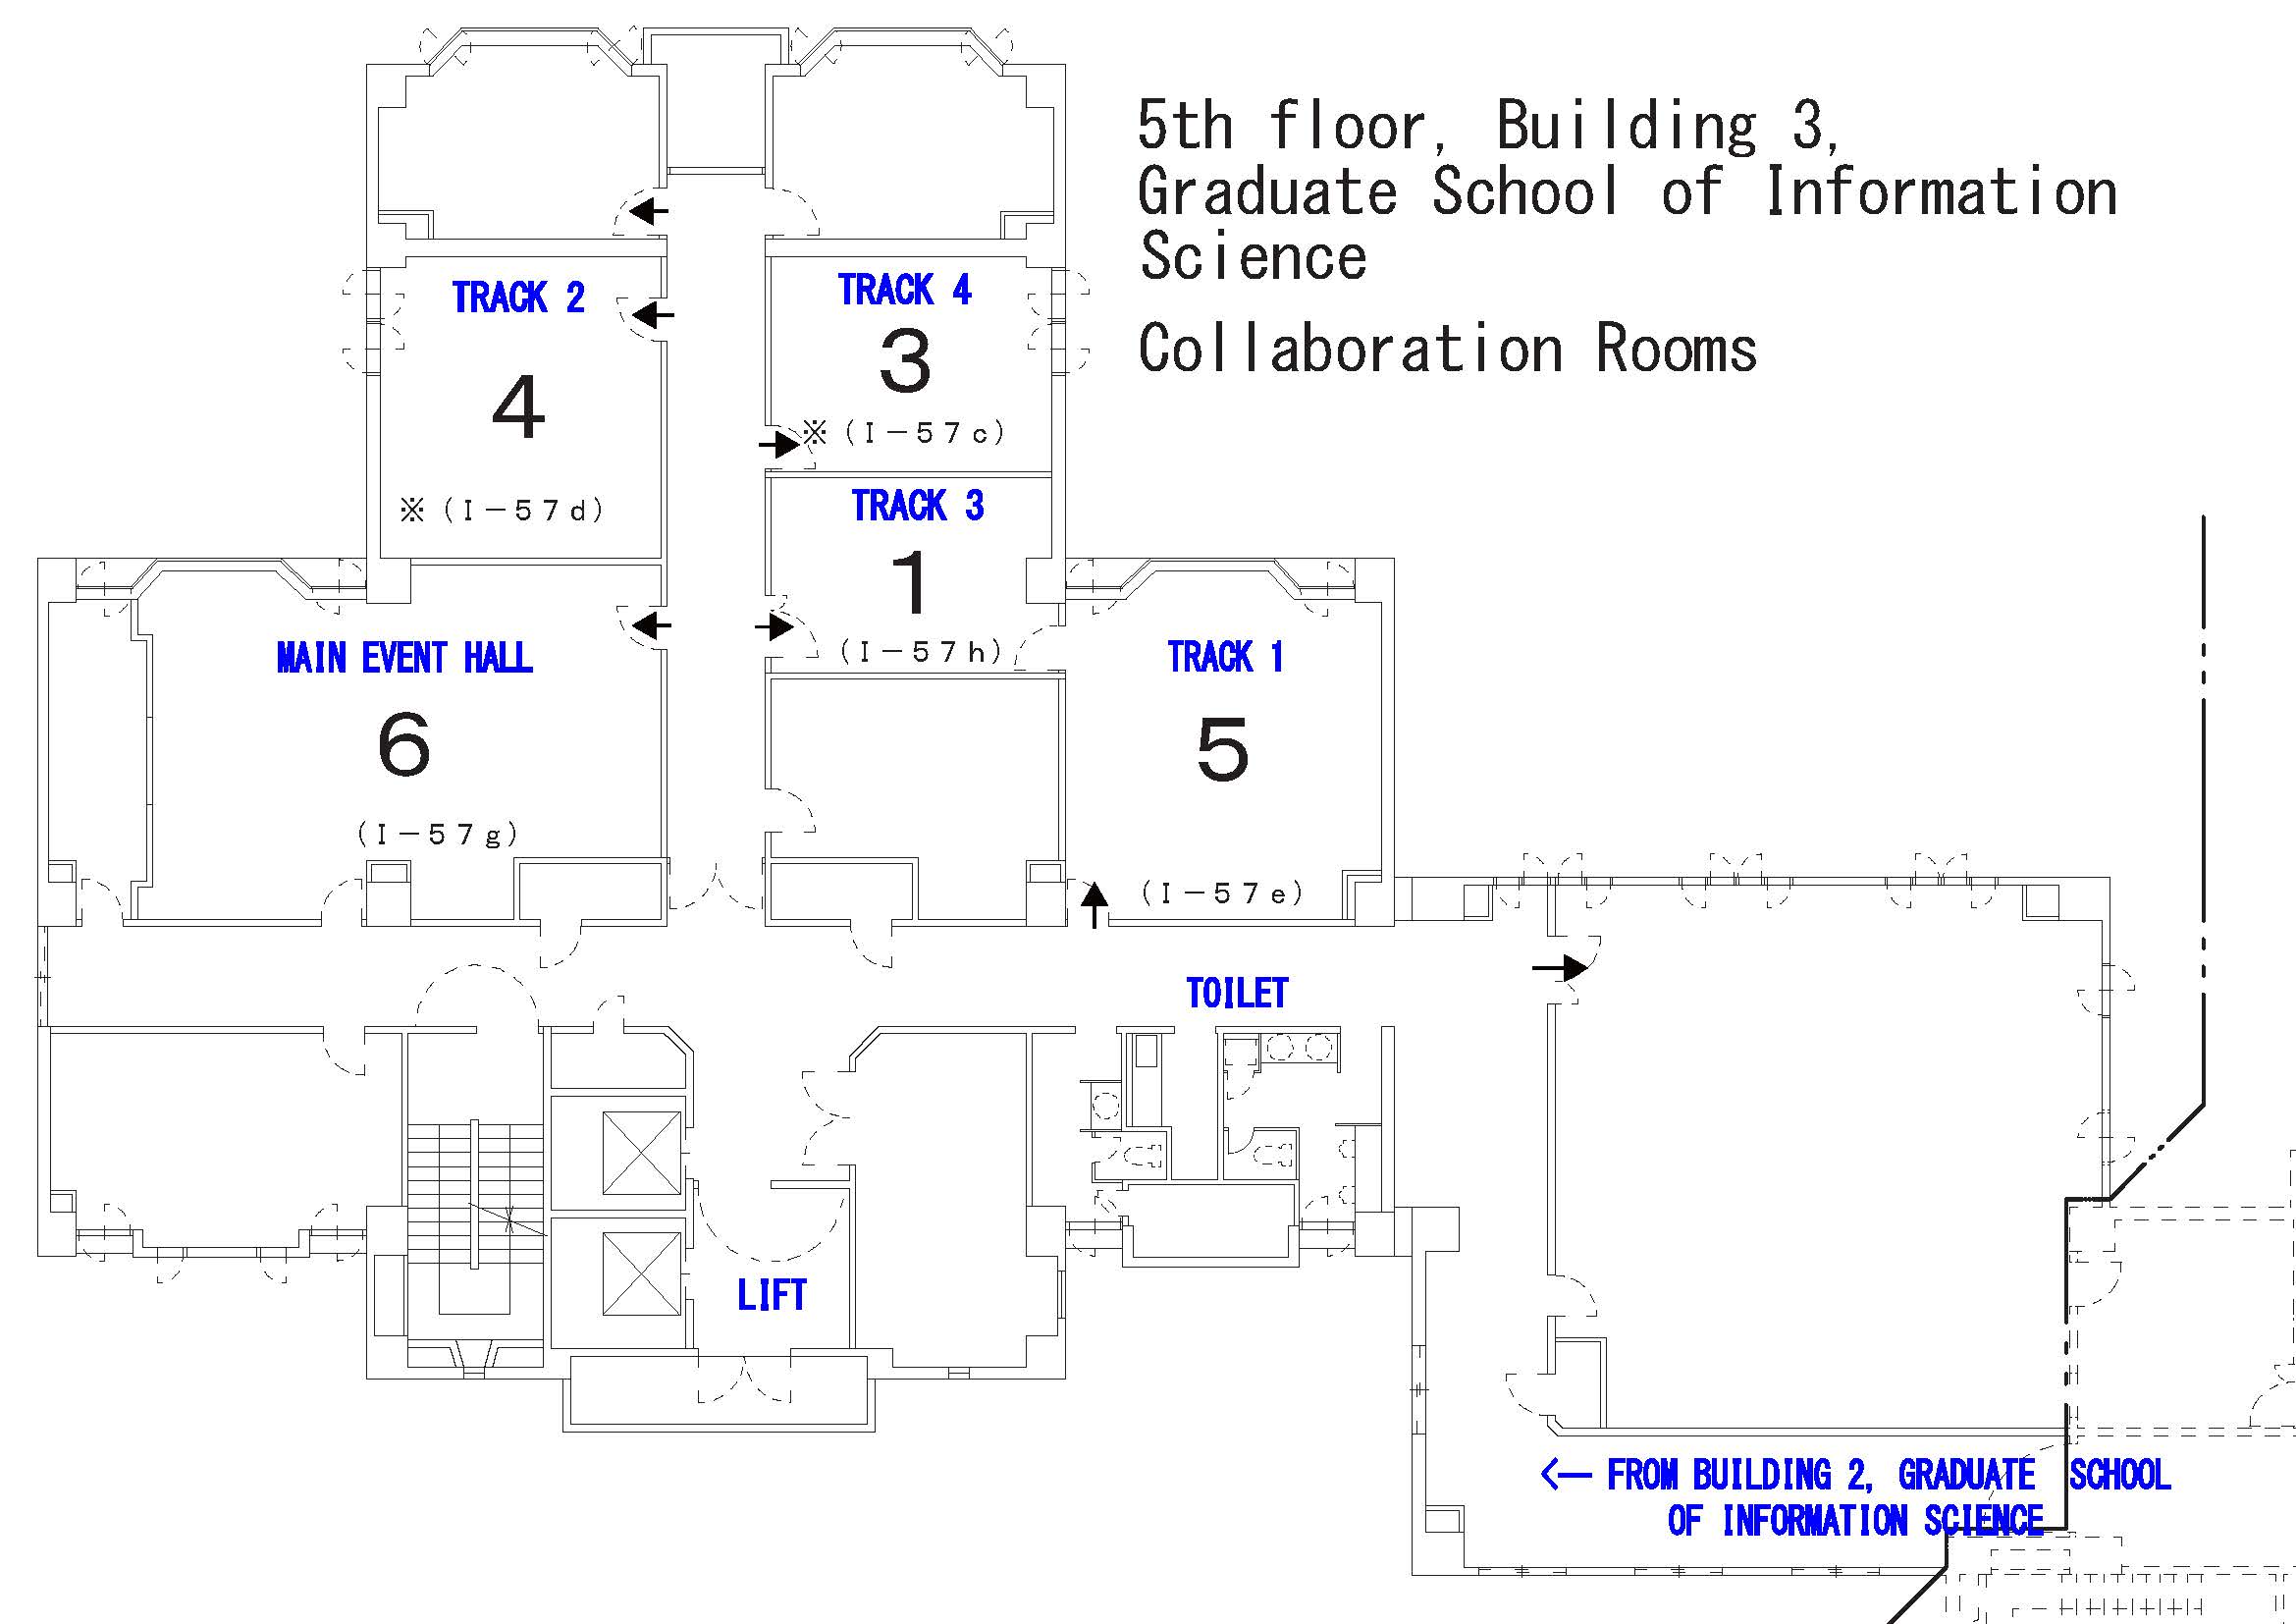 5th floor, Building 3,
Graduate School of Information
Science
Collaboration Rooms
TRACK 2
4
※(I-57d)
TRACK 4
3
※(I-57c)
TRACK 3
1
(I-57h)
MAIN EVENT HALL
6
(I-57g)
TRACK 1
5
(I-57e)
TOILET
LIFT
<— FROM BUILDING 2, GRADUATE SCHOOL
OF INFORMATION SCIENCE